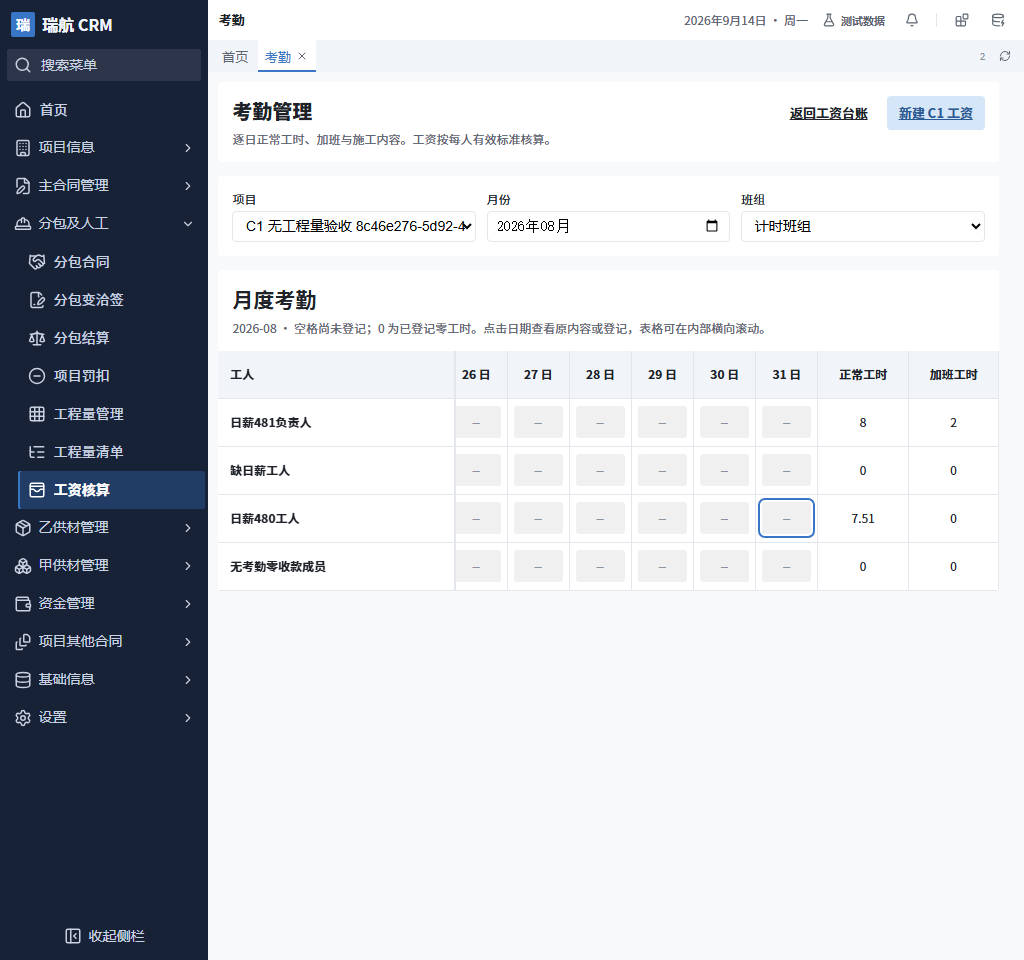 瑞 瑞航 CRM
搜索菜单
首页
项目信息
主合同管理
分包及人工
分包合同
分包变洽签
分包结算
项目罚扣
工程量管理
工程量清单
工资核算
乙供材管理
甲供材管理
资金管理
项目其他合同
基础信息
设置
收起侧栏
考勤 2026年9月14日 · 周一 测试数据
首页 考勤 × 2
考勤管理
逐日正常工时、加班与施工内容。工资按每人有效标准核算。
返回工资台账 新建 C1 工资
项目 月份 班组
C1 无工程量验收 8c46e276-5d92-4 2026年08月 计时班组
月度考勤
2026-08 · 空格尚未登记；0 为已登记零工时。点击日期查看原内容或登记，表格可在内部横向滚动。
工人 26 日 27 日 28 日 29 日 30 日 31 日 正常工时 加班工时
日薪481负责人 — — — — — — 8 2
缺日薪工人 — — — — — — 0 0
日薪480工人 — — — — — — 7.51 0
无考勤零收款成员 — — — — — — 0 0